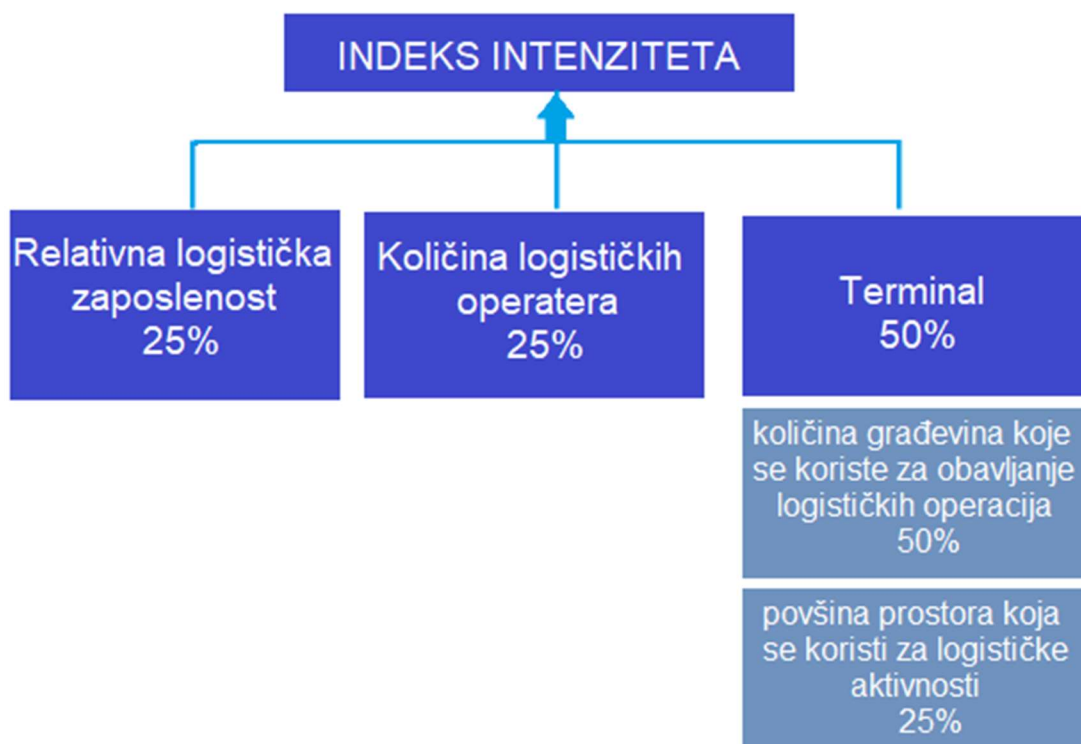 INDEKS INTENZITETA
Relativna logistička
zaposlenost
25%
Količina logističkih
operatera
25%
Terminal
50%
količina građevina koje
se koriste za obavljanje
logističkih operacija
50%
povšina prostora koja
se koristi za logističke
aktivnosti
25%